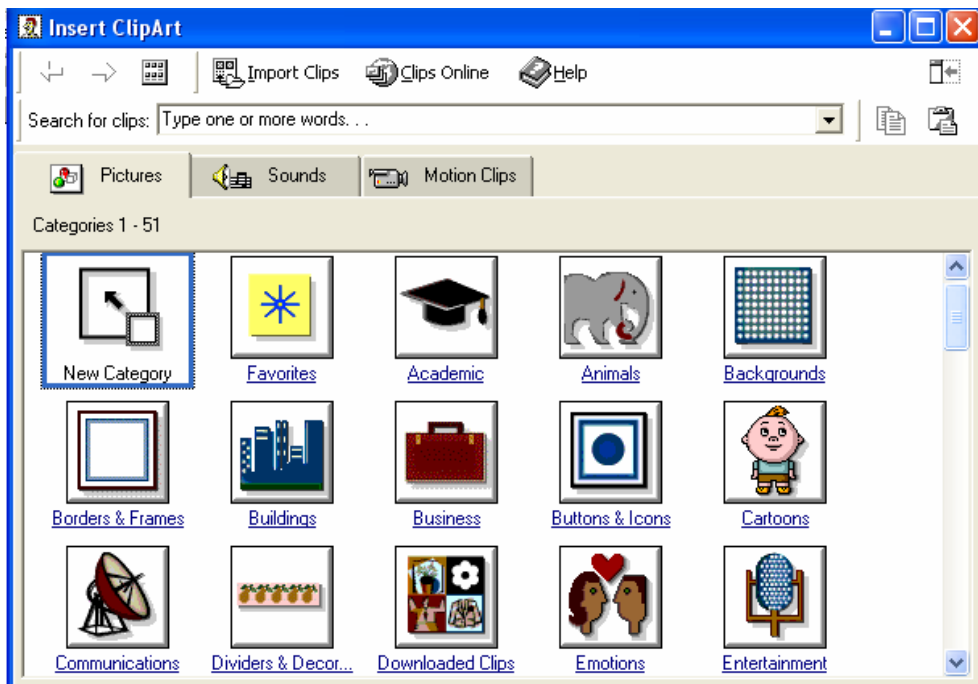 Insert ClipArt
Import Clips Clips Online Help
Search for clips: Type one or more words. . .
Pictures Sounds Motion Clips
Categories 1 - 51
New Category Favorites Academic Animals Backgrounds
Borders & Frames Buildings Business Buttons & Icons Cartoons
Communications Dividers & Decor... Downloaded Clips Emotions Entertainment